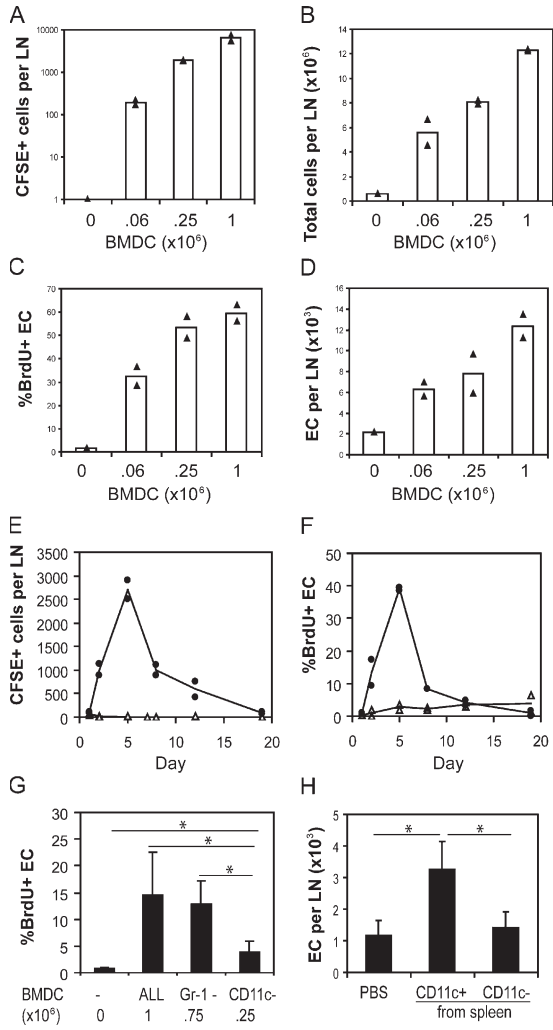 A
CFSE+ cells per LN
10000
1000
100
10
1
0 .06 .25 1
BMDC (x10⁶)
B
Total cells per LN (x10⁶)
14
12
10
8
6
4
2
0
0 .06 .25 1
BMDC (x10⁶)
C
%BrdU+ EC
70
60
50
40
30
20
10
0
0 .06 .25 1
BMDC (x10⁶)
D
EC per LN (x10³)
16
14
12
10
8
6
4
2
0
0 .06 .25 1
BMDC (x10⁶)
E
CFSE+ cells per LN
3500
3000
2500
2000
1500
1000
500
0
0 5 10 15 20
Day
F
%BrdU+ EC
50
40
30
20
10
0
0 5 10 15 20
Day
G
%BrdU+ EC
30
25
20
15
10
5
0
* 
*
*
BMDC - ALL Gr-1 - CD11c-
(x10⁶) 0 1 .75 .25
H
EC per LN (x10³)
5
4
3
2
1
0
* *
PBS CD11c+ CD11c-
from spleen